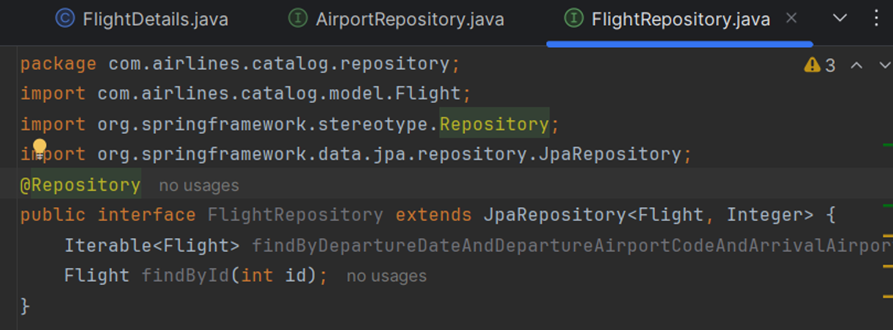 FlightDetails.java AirportRepository.java FlightRepository.java
package com.airlines.catalog.repository; 3
import com.airlines.catalog.model.Flight;
import org.springframework.stereotype.Repository;
import org.springframework.data.jpa.repository.JpaRepository;
@Repository no usages
public interface FlightRepository extends JpaRepository<Flight, Integer> {
Iterable<Flight> findByDepartureDateAndDepartureAirportCodeAndArrivalAirpor
Flight findById(int id); no usages
}